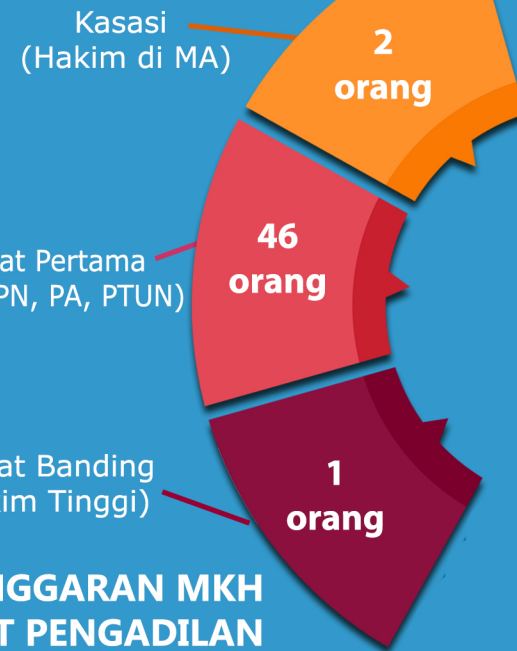 Kasasi
(Hakim di MA)
2
orang
46
orang
at Pertama
PN, PA, PTUN)
at Banding
im Tinggi)
1
orang
NGGARAN MKH
T PENGADILAN